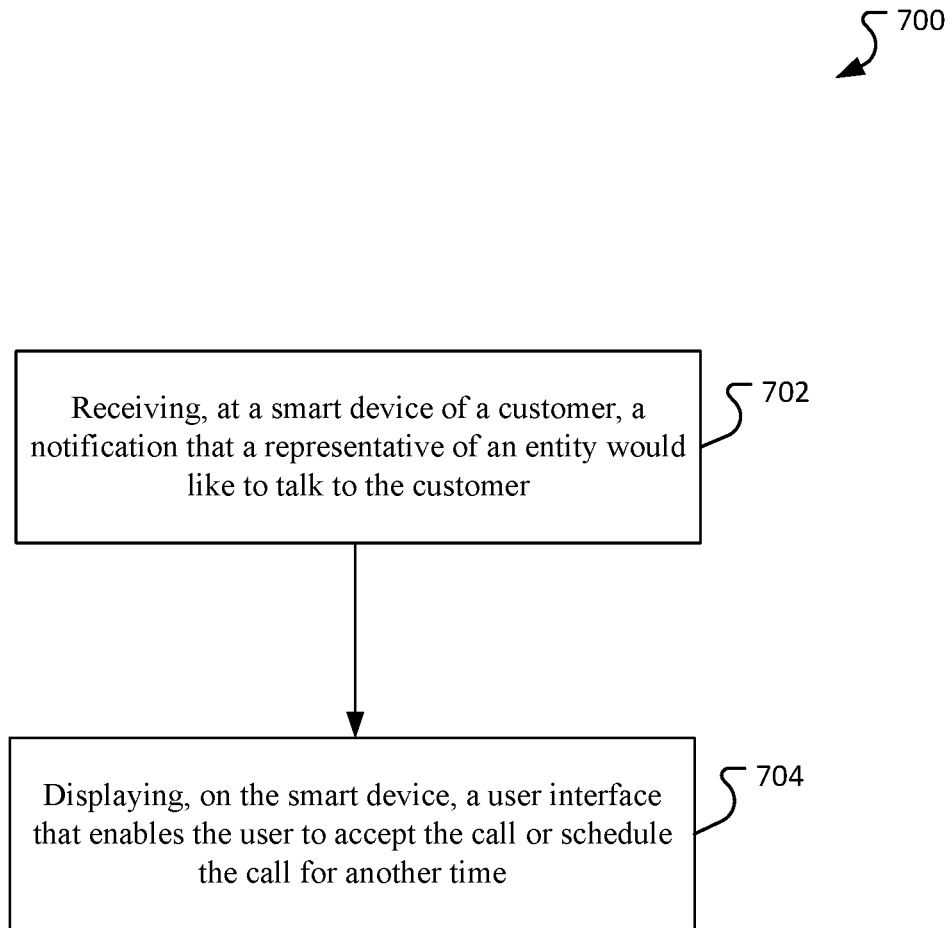 700
Receiving, at a smart device of a customer, a
notification that a representative of an entity would
like to talk to the customer
702
Displaying, on the smart device, a user interface
that enables the user to accept the call or schedule
the call for another time
704